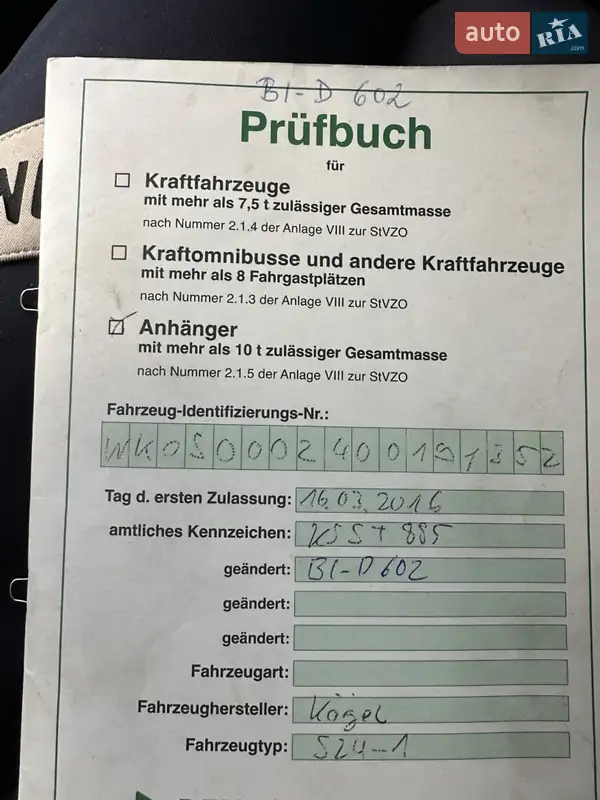 auto RIA .com
BI-D 602
Prüfbuch
für
☐ Kraftfahrzeuge
mit mehr als 7,5 t zulässiger Gesamtmasse
nach Nummer 2.1.4 der Anlage VIII zur StVZO
☐ Kraftomnibusse und andere Kraftfahrzeuge
mit mehr als 8 Fahrgastplätzen
nach Nummer 2.1.3 der Anlage VIII zur StVZO
☑ Anhänger
mit mehr als 10 t zulässiger Gesamtmasse
nach Nummer 2.1.5 der Anlage VIII zur StVZO
Fahrzeug-Identifizierungs-Nr.:
WK0S0002400191352
Tag d. ersten Zulassung: 16.03.2016
amtliches Kennzeichen: KS ST 885
geändert: BI-D 602
geändert:
geändert:
Fahrzeugart:
Fahrzeughersteller: Kögel
Fahrzeugtyp: S24-1